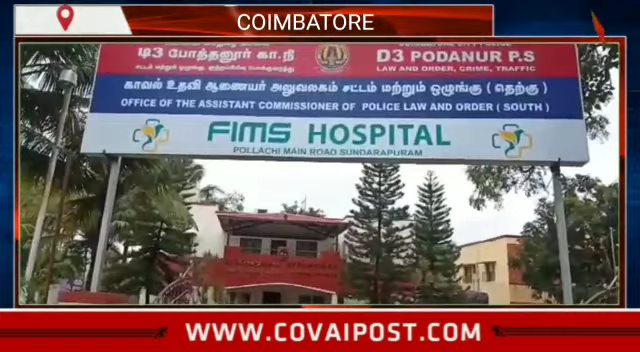 COIMBATORE
டி3 போத்தனூர் கா.நி
D3 PODANUR P.S
LAW AND ORDER, CRIME, TRAFFIC
காவல் உதவி ஆணையர் அலுவலகம் சட்டம் மற்றும் ஒழுங்கு (தெற்கு)
OFFICE OF THE ASSISTANT COMMISSIONER OF POLICE LAW AND ORDER (SOUTH)
FIMS HOSPITAL
POLLACHI MAIN ROAD SUNDARAPURAM
WWW.COVAIPOST.COM